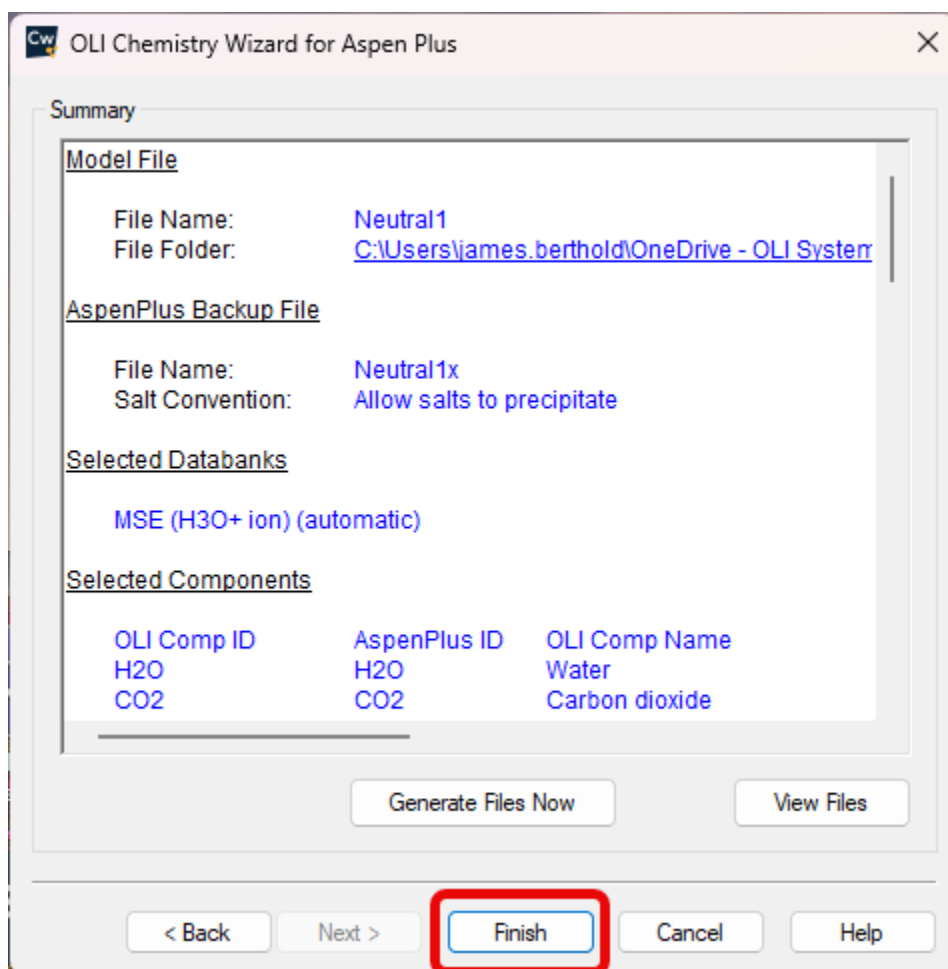 Cw OLI Chemistry Wizard for Aspen Plus
Summary
Model File
File Name: Neutral1
File Folder: C:\Users\james.berthold\OneDrive - OLI System
AspenPlus Backup File
File Name: Neutral1x
Salt Convention: Allow salts to precipitate
Selected Databanks
MSE (H3O+ ion) (automatic)
Selected Components
OLI Comp ID AspenPlus ID OLI Comp Name
H2O H2O Water
CO2 CO2 Carbon dioxide
Generate Files Now View Files
< Back Next > Finish Cancel Help